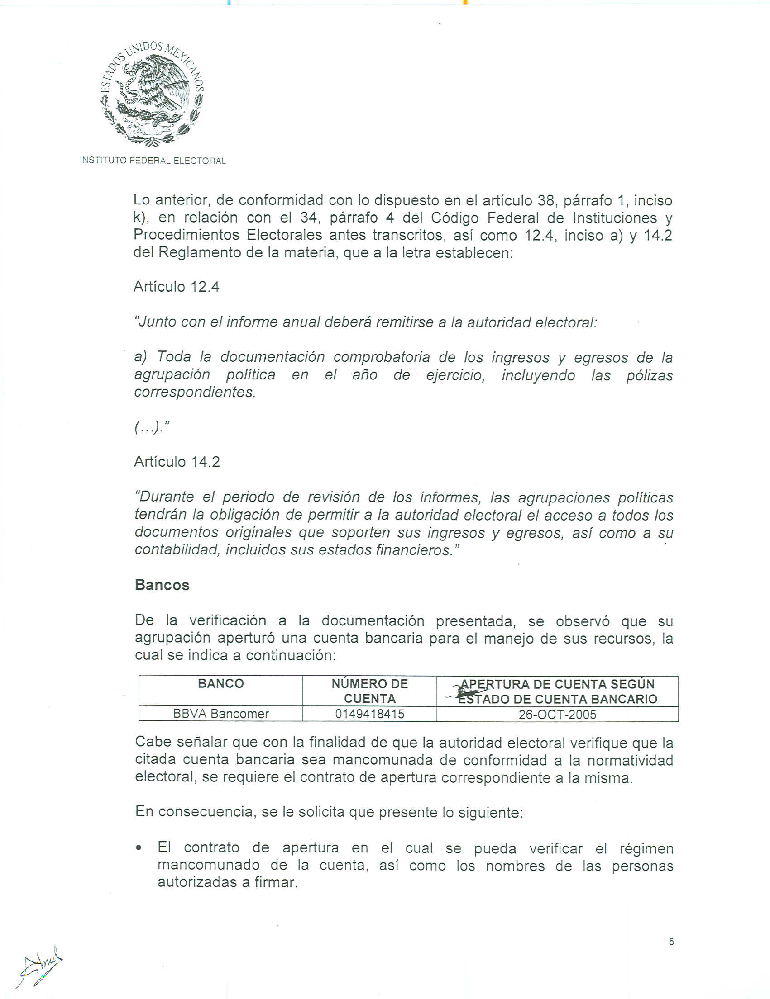 ESTADOS UNIDOS MEXICANOS
INSTITUTO FEDERAL ELECTORAL
Lo anterior, de conformidad con lo dispuesto en el artículo 38, párrafo 1, inciso
k), en relación con el 34, párrafo 4 del Código Federal de Instituciones y
Procedimientos Electorales antes transcritos, así como 12.4, inciso a) y 14.2
del Reglamento de la materia, que a la letra establecen:
Artículo 12.4
“Junto con el informe anual deberá remitirse a la autoridad electoral:
a) Toda la documentación comprobatoria de los ingresos y egresos de la
agrupación política en el año de ejercicio, incluyendo las pólizas
correspondientes.
(...).”
Artículo 14.2
“Durante el periodo de revisión de los informes, las agrupaciones políticas
tendrán la obligación de permitir a la autoridad electoral el acceso a todos los
documentos originales que soporten sus ingresos y egresos, así como a su
contabilidad, incluidos sus estados financieros.”
Bancos
De la verificación a la documentación presentada, se observó que su
agrupación aperturó una cuenta bancaria para el manejo de sus recursos, la
cual se indica a continuación:
BANCO
NÚMERO DE
CUENTA
APERTURA DE CUENTA SEGÚN
ESTADO DE CUENTA BANCARIO
BBVA Bancomer
0149418415
26-OCT-2005
Cabe señalar que con la finalidad de que la autoridad electoral verifique que la
citada cuenta bancaria sea mancomunada de conformidad a la normatividad
electoral, se requiere el contrato de apertura correspondiente a la misma.
En consecuencia, se le solicita que presente lo siguiente:
• El contrato de apertura en el cual se pueda verificar el régimen
mancomunado de la cuenta, así como los nombres de las personas
autorizadas a firmar.
5